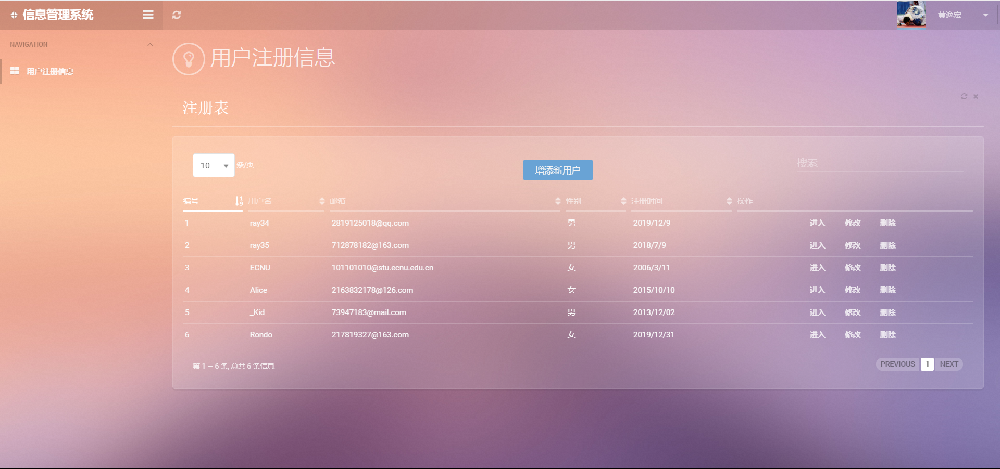 信息管理系统
黄逸宏
NAVIGATION
用户注册信息
用户注册信息
注册表
10 条/页
增添新用户
搜索
编号 用户名 邮箱 性别 注册时间 操作
1 ray34 2819125018@qq.com 男 2019/12/9 进入 修改 删除
2 ray35 712878182@163.com 男 2018/7/9 进入 修改 删除
3 ECNU 101101010@stu.ecnu.edu.cn 女 2006/3/11 进入 修改 删除
4 Alice 2163832178@126.com 女 2015/10/10 进入 修改 删除
5 _Kid 73947183@mail.com 男 2013/12/02 进入 修改 删除
6 Rondo 217819327@163.com 女 2019/12/31 进入 修改 删除
第 1 — 6 条, 总共 6 条信息
PREVIOUS 1 NEXT